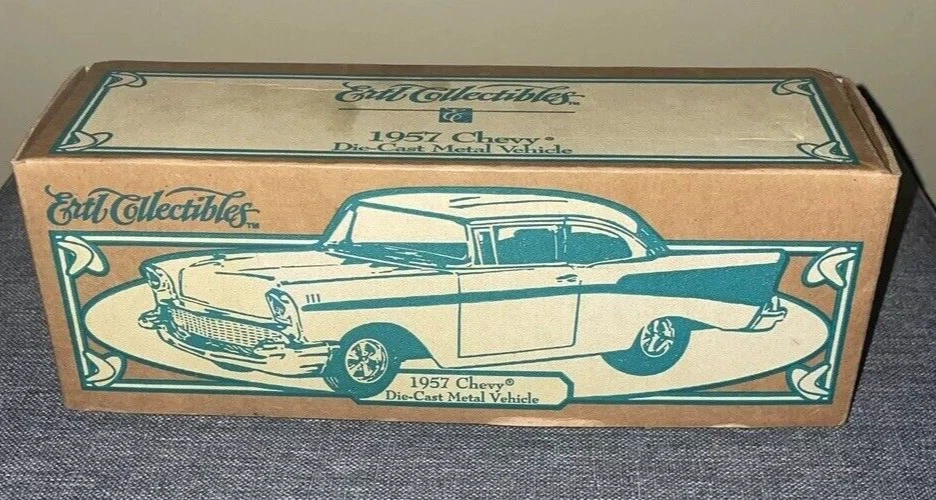 Ertl Collectibles™
1957 Chevy®
Die-Cast Metal Vehicle
Ertl Collectibles™
1957 Chevy®
Die-Cast Metal Vehicle